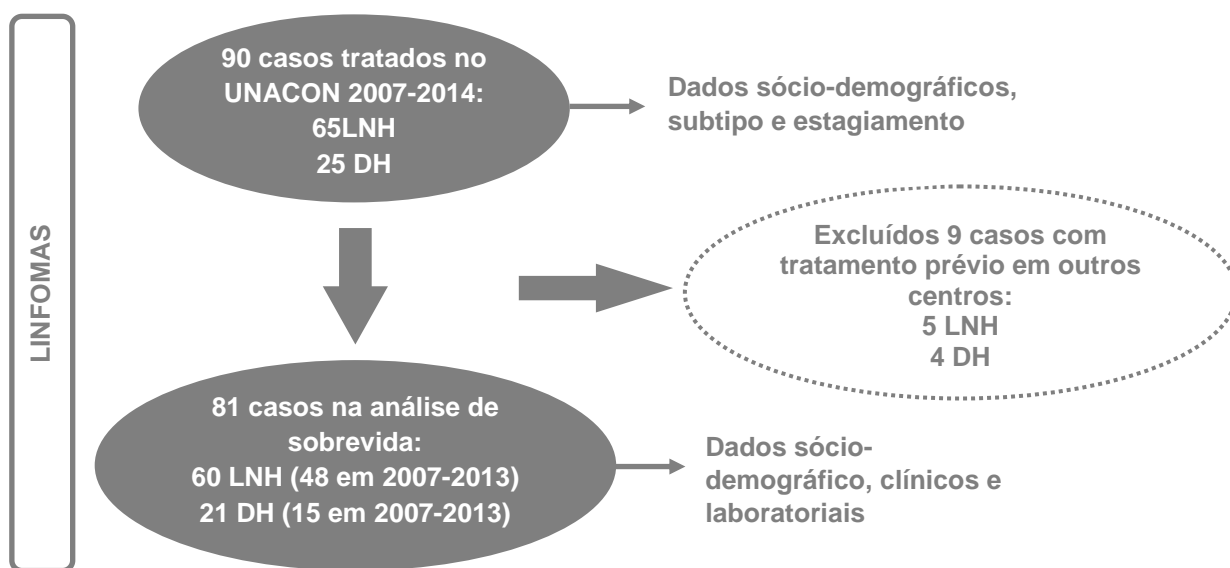 LINFOMAS
90 casos tratados no
UNACON 2007-2014:
65LNH
25 DH
Dados sócio-demográficos,
subtipo e estagiamento
Excluídos 9 casos com
tratamento prévio em outros
centros:
5 LNH
4 DH
81 casos na análise de
sobrevida:
60 LNH (48 em 2007-2013)
21 DH (15 em 2007-2013)
Dados sócio-
demográfico, clínicos e
laboratoriais